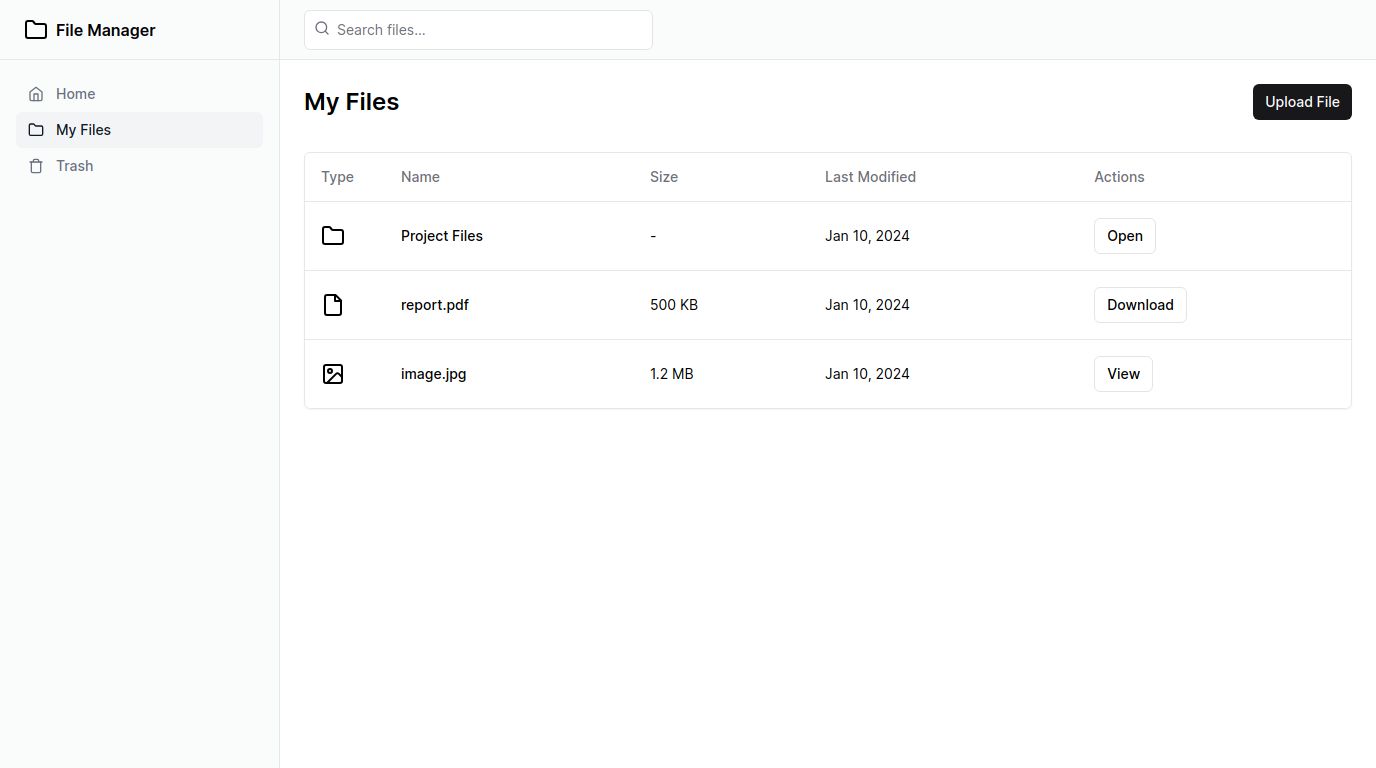 File Manager
Search files...
Home
My Files
Trash
My Files
Upload File
Type Name Size Last Modified Actions
Project Files - Jan 10, 2024 Open
report.pdf 500 KB Jan 10, 2024 Download
image.jpg 1.2 MB Jan 10, 2024 View